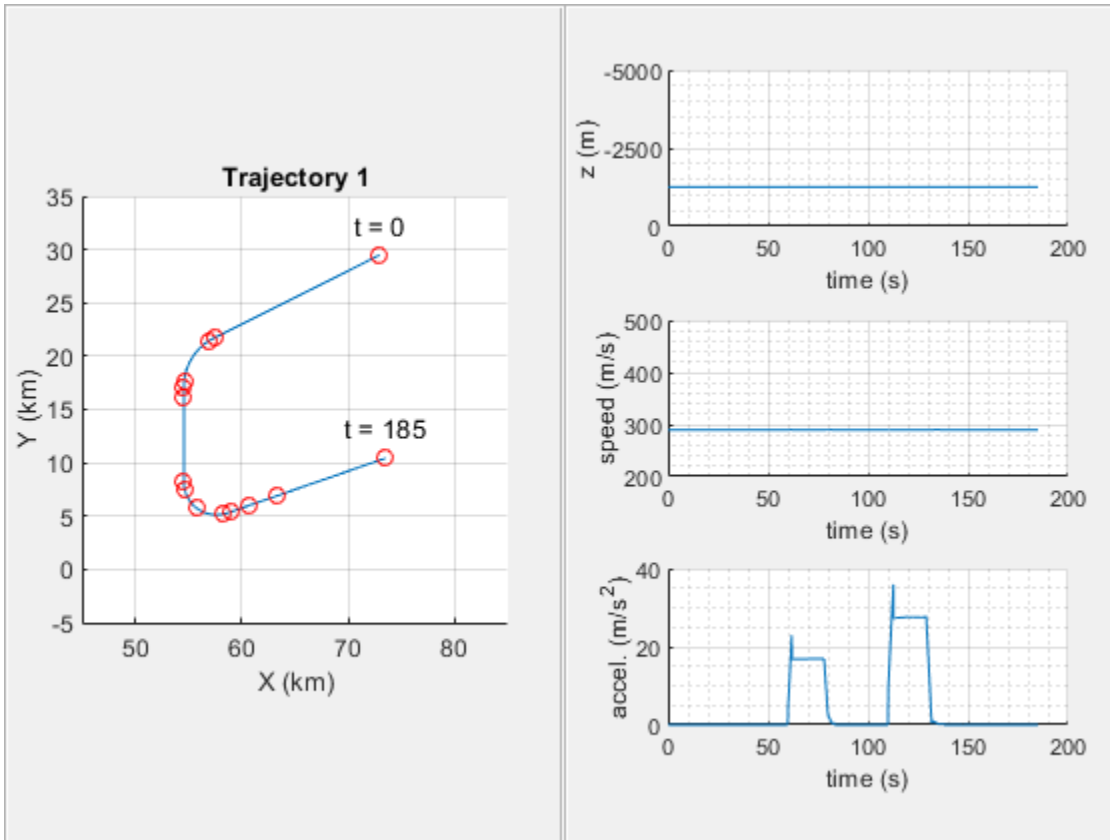 Trajectory 1
35
30
25
20
15
10
5
0
-5
Y (km)
t = 0
t = 185
50 60 70 80
X (km)
-5000
-2500
0
z (m)
0 50 100 150 200
time (s)
500
400
300
200
speed (m/s)
0 50 100 150 200
time (s)
40
20
0
accel. (m/s²)
0 50 100 150 200
time (s)